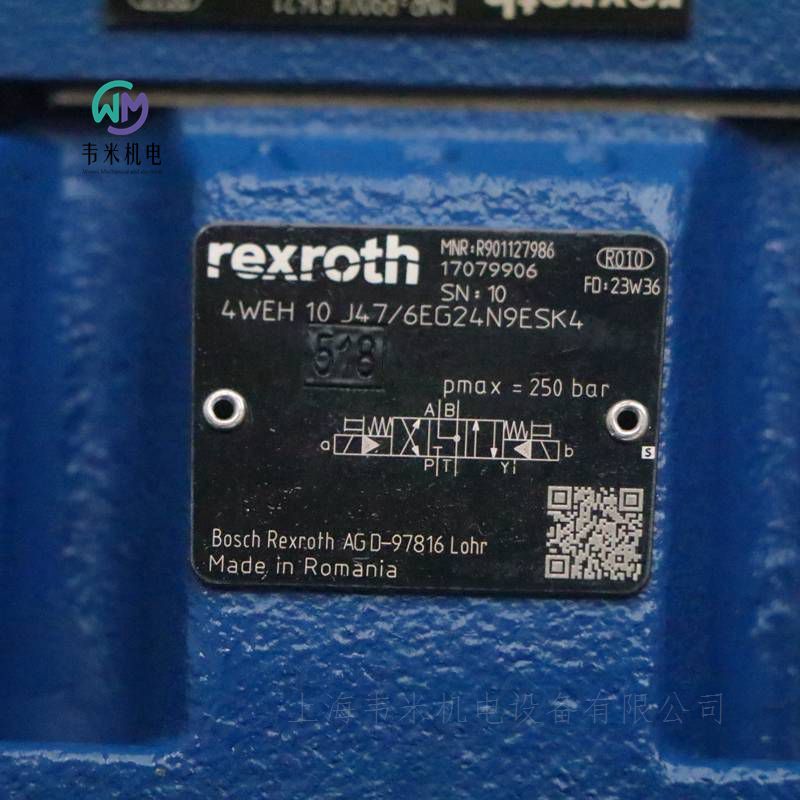 rexroth
WM
韦米机电
rexroth
MNR:R901127986
R010
17079906
FD:23W36
SN:10
4WEH 10 J47/6EG24N9ESK4
518
pmax = 250 bar
A B
a
b
P T
Y i
S
Bosch Rexroth AG D-97816 Lohr
Made in Romania
上海韦米机电设备有限公司